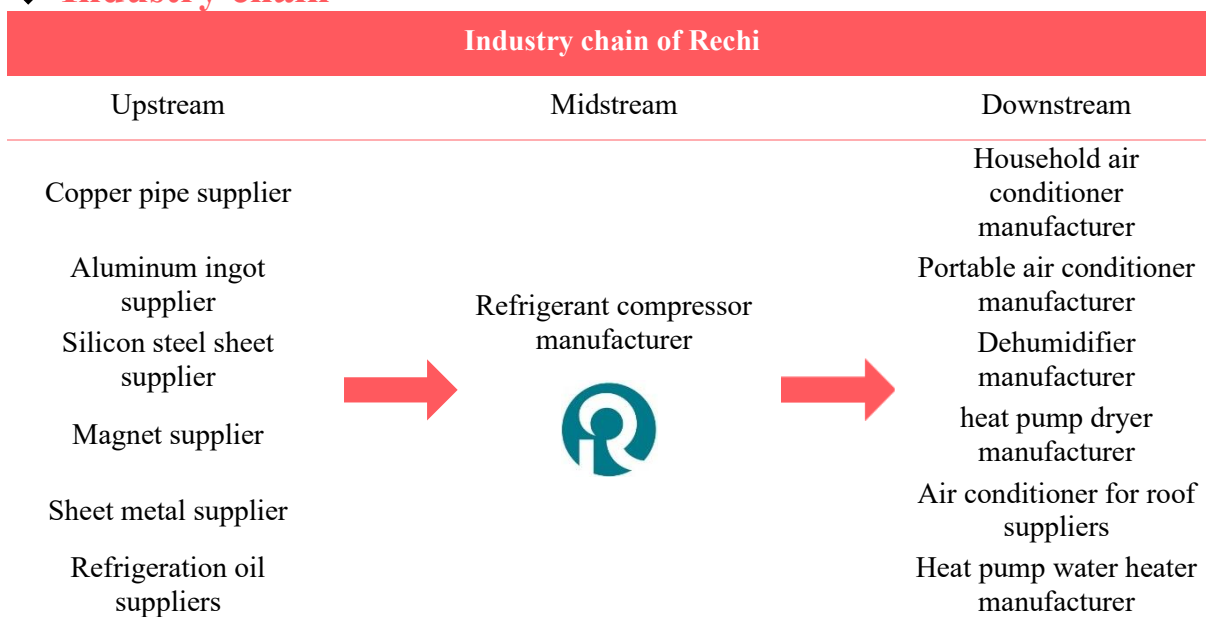 Industry chain
Industry chain of Rechi
Upstream
Midstream
Downstream
Copper pipe supplier
Aluminum ingot
supplier
Silicon steel sheet
supplier
Magnet supplier
Sheet metal supplier
Refrigeration oil
suppliers
Refrigerant compressor
manufacturer
Household air
conditioner
manufacturer
Portable air conditioner
manufacturer
Dehumidifier
manufacturer
heat pump dryer
manufacturer
Air conditioner for roof
suppliers
Heat pump water heater
manufacturer